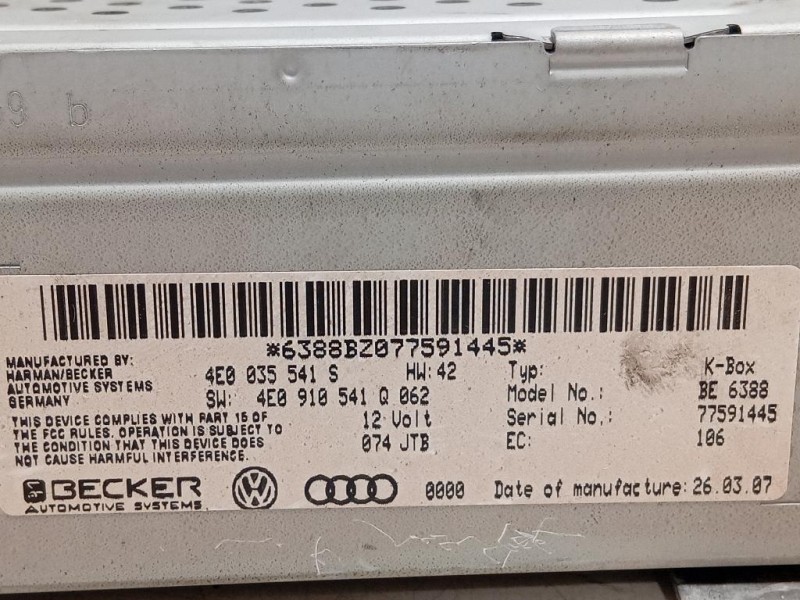 9 b
*6388BZ077591445*
MANUFACTURED BY:
HARMAN/BECKER
AUTOMOTIVE SYSTEMS
GERMANY
4E0 035 541 S HW:42
SW: 4E0 910 541 Q 062
12 Volt
074 JTB
Typ: K-Box
Model No.: BE 6388
Serial No.: 77591445
EC: 106
THIS DEVICE COMPLIES WITH PART 15 OF
THE FCC RULES. OPERATION IS SUBJECT TO
THE CONDITION THAT THIS DEVICE DOES
NOT CAUSE HARMFUL INTERFERENCE.
BECKER
AUTOMOTIVE SYSTEMS
0000 Date of manufacture: 26.03.07